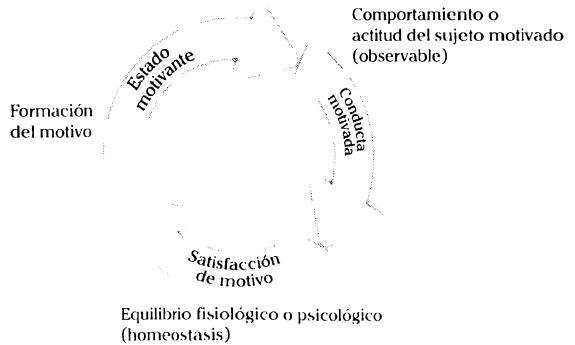 Comportamiento o
actitud del sujeto motivado
(observable)
Estado
motivante
Formación
del motivo
Conducta
motivada
Satisfacción
de motivo
Equilibrio fisiológico o psicológico
(homeostasis)